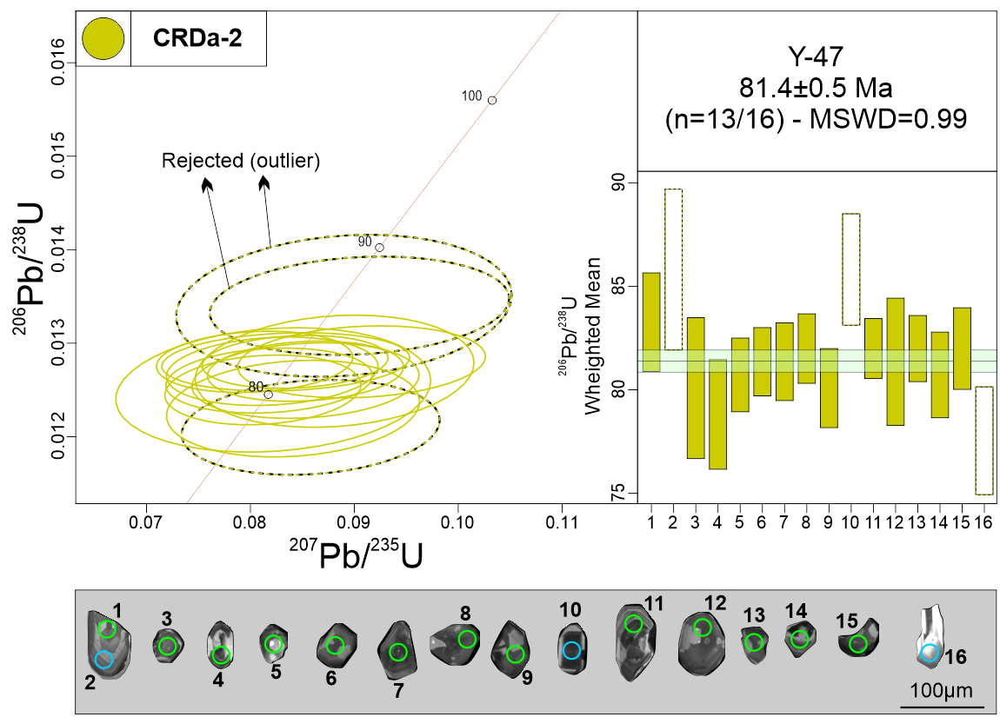 CRDa-2
Y-47
81.4±0.5 Ma
(n=13/16) - MSWD=0.99
Rejected (outlier)
100
90
80
0.016
0.015
0.014
0.013
0.012
206Pb/238U
0.07 0.08 0.09 0.10 0.11
207Pb/235U
90
85
80
75
206Pb/238U
Wheighted Mean
1 2 3 4 5 6 7 8 9 10 11 12 13 14 15 16
1 2 3 4 5 6 7 8 9 10 11 12 13 14 15 16
100µm